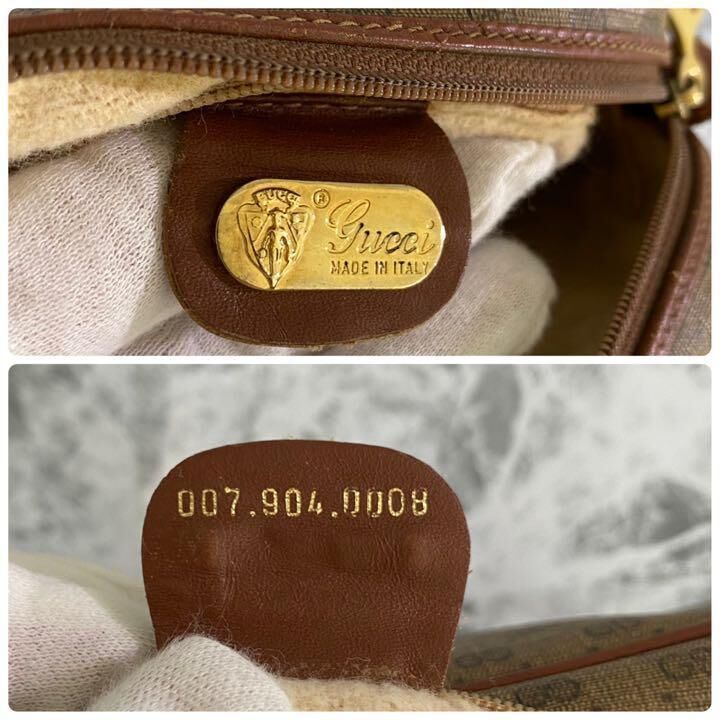 GUCCI
®
Gucci
MADE IN ITALY
007.904.0008